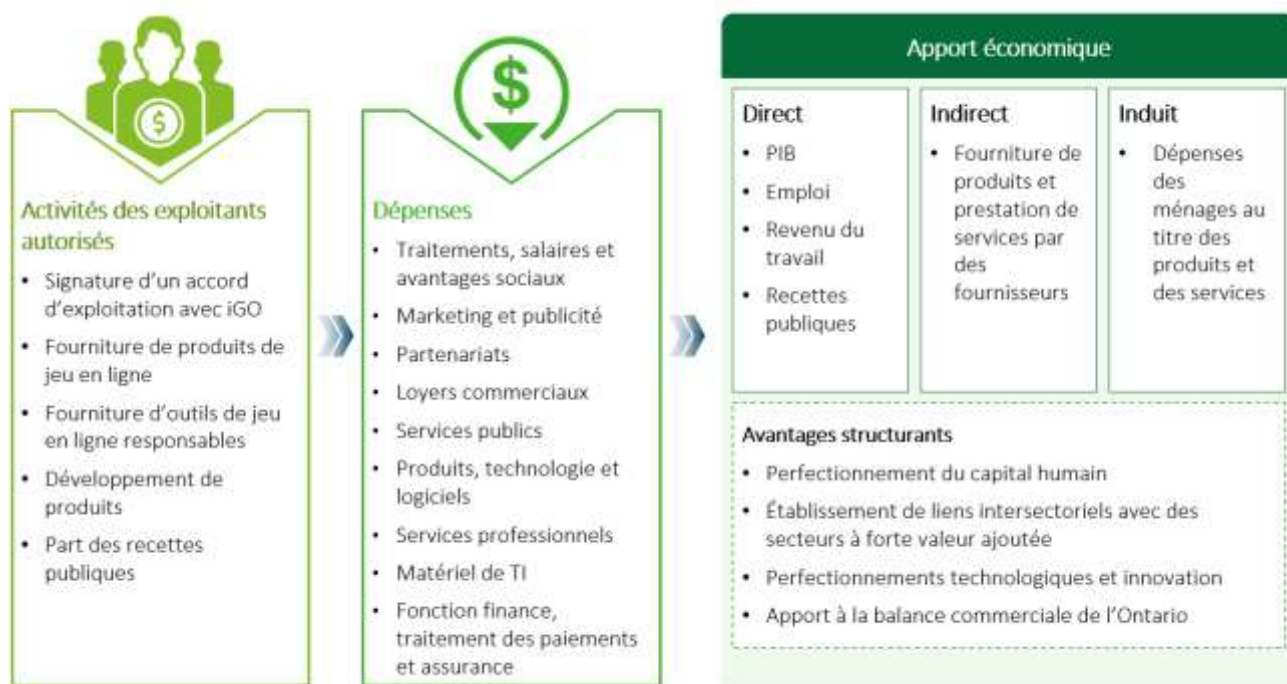 $
Activités des exploitants
autorisés
• Signature d'un accord
d'exploitation avec iGO
• Fourniture de produits de
jeu en ligne
• Fourniture d'outils de jeu
en ligne responsables
• Développement de
produits
• Part des recettes
publiques
$
Dépenses
• Traitements, salaires et
avantages sociaux
• Marketing et publicité
• Partenariats
• Loyers commerciaux
• Services publics
• Produits, technologie et
logiciels
• Services professionnels
• Matériel de TI
• Fonction finance,
traitement des paiements
et assurance
Apport économique
Direct
• PIB
• Emploi
• Revenu du
travail
• Recettes
publiques
Indirect
• Fourniture de
produits et
prestation de
services par
des
fournisseurs
Induit
• Dépenses
des
ménages au
titre des
produits et
des services
Avantages structurants
• Perfectionnement du capital humain
• Établissement de liens intersectoriels avec des
secteurs à forte valeur ajoutée
• Perfectionnements technologiques et innovation
• Apport à la balance commerciale de l'Ontario